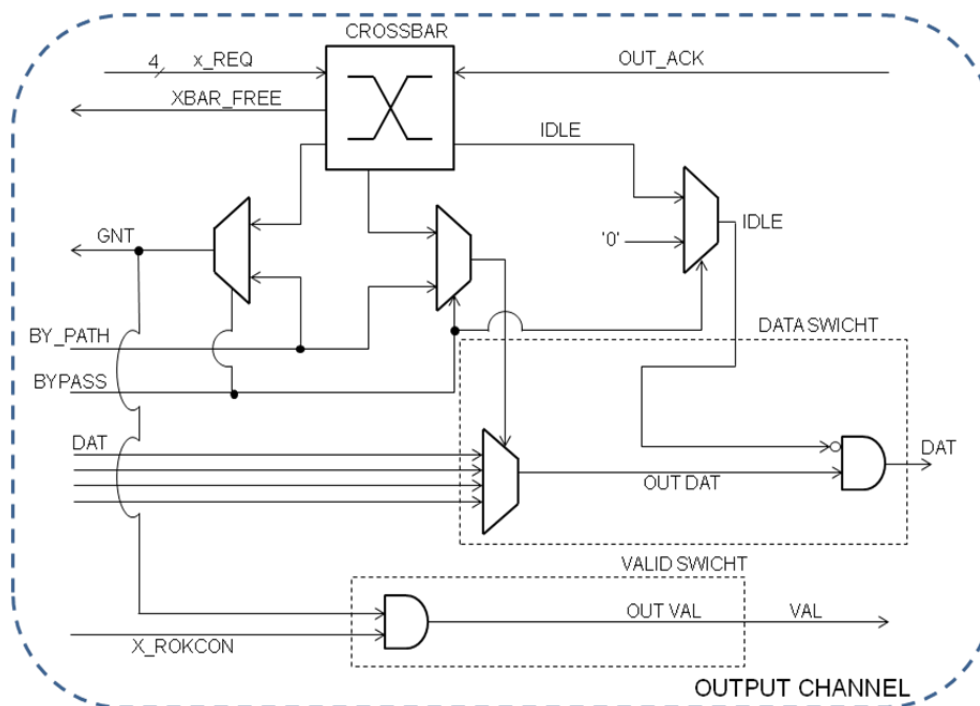 CROSSBAR
4 x_REQ
OUT_ACK
XBAR_FREE
IDLE
GNT
'0'
IDLE
BY_PATH
DATA SWICHT
BYPASS
DAT
DAT
OUT DAT
VALID SWICHT
OUT VAL
VAL
X_ROKCON
OUTPUT CHANNEL